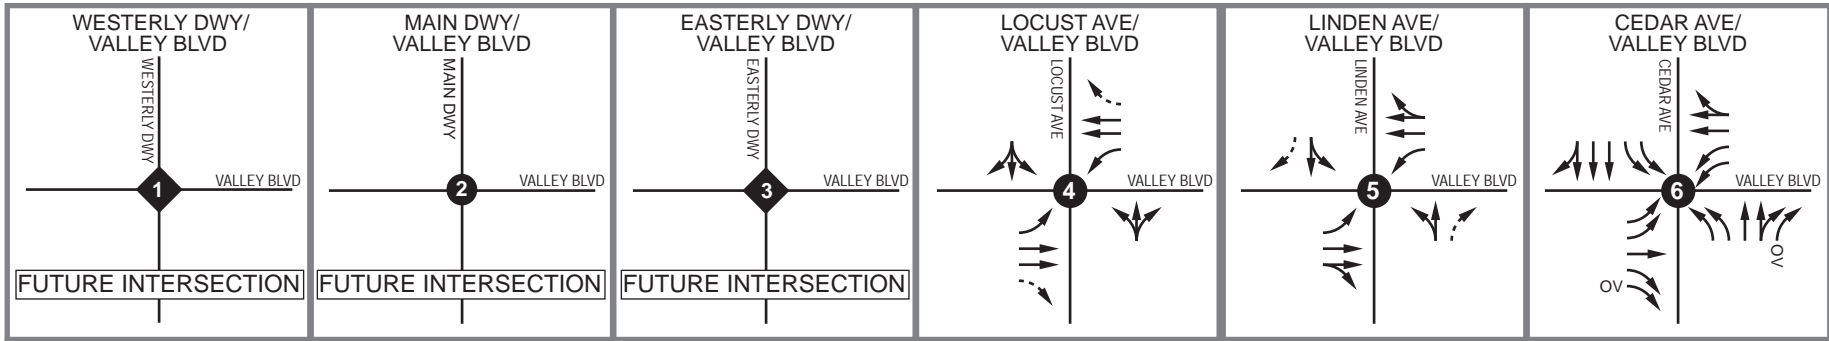 WESTERLY DWY/
VALLEY BLVD
WESTERLY DWY
1
VALLEY BLVD
FUTURE INTERSECTION
MAIN DWY/
VALLEY BLVD
MAIN DWY
2
VALLEY BLVD
FUTURE INTERSECTION
EASTERLY DWY/
VALLEY BLVD
EASTERLY DWY
3
VALLEY BLVD
FUTURE INTERSECTION
LOCUST AVE/
VALLEY BLVD
LOCUST AVE
4
VALLEY BLVD
LINDEN AVE/
VALLEY BLVD
LINDEN AVE
5
VALLEY BLVD
CEDAR AVE/
VALLEY BLVD
CEDAR AVE
6
VALLEY BLVD
OV
OV